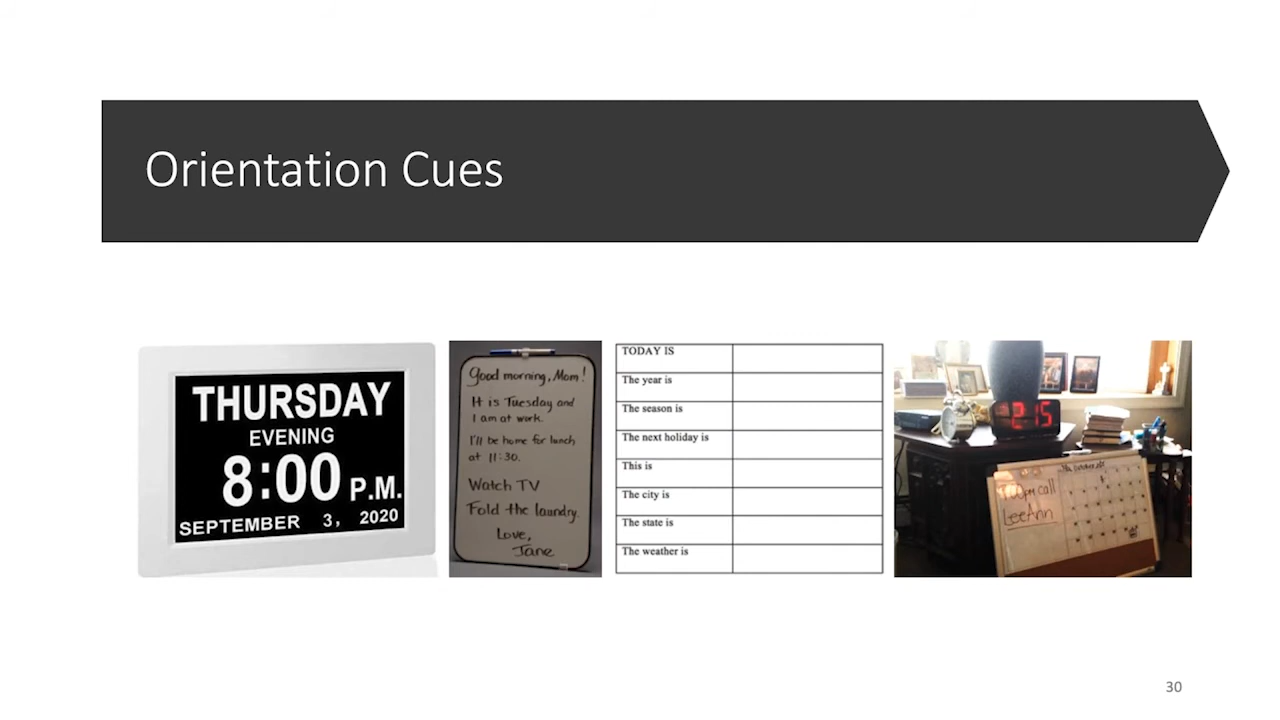 Orientation Cues
THURSDAY
EVENING
8:00 P.M.
SEPTEMBER 3, 2020
Good morning, Mom!
It is Tuesday and
I am at work.
I'll be home for lunch
at 11:30.
Watch TV
Fold the laundry.
Love,
Jane
TODAY IS
The year is
The season is
The next holiday is
This is
The city is
The state is
The weather is
2:15
call
LeeAnn
30